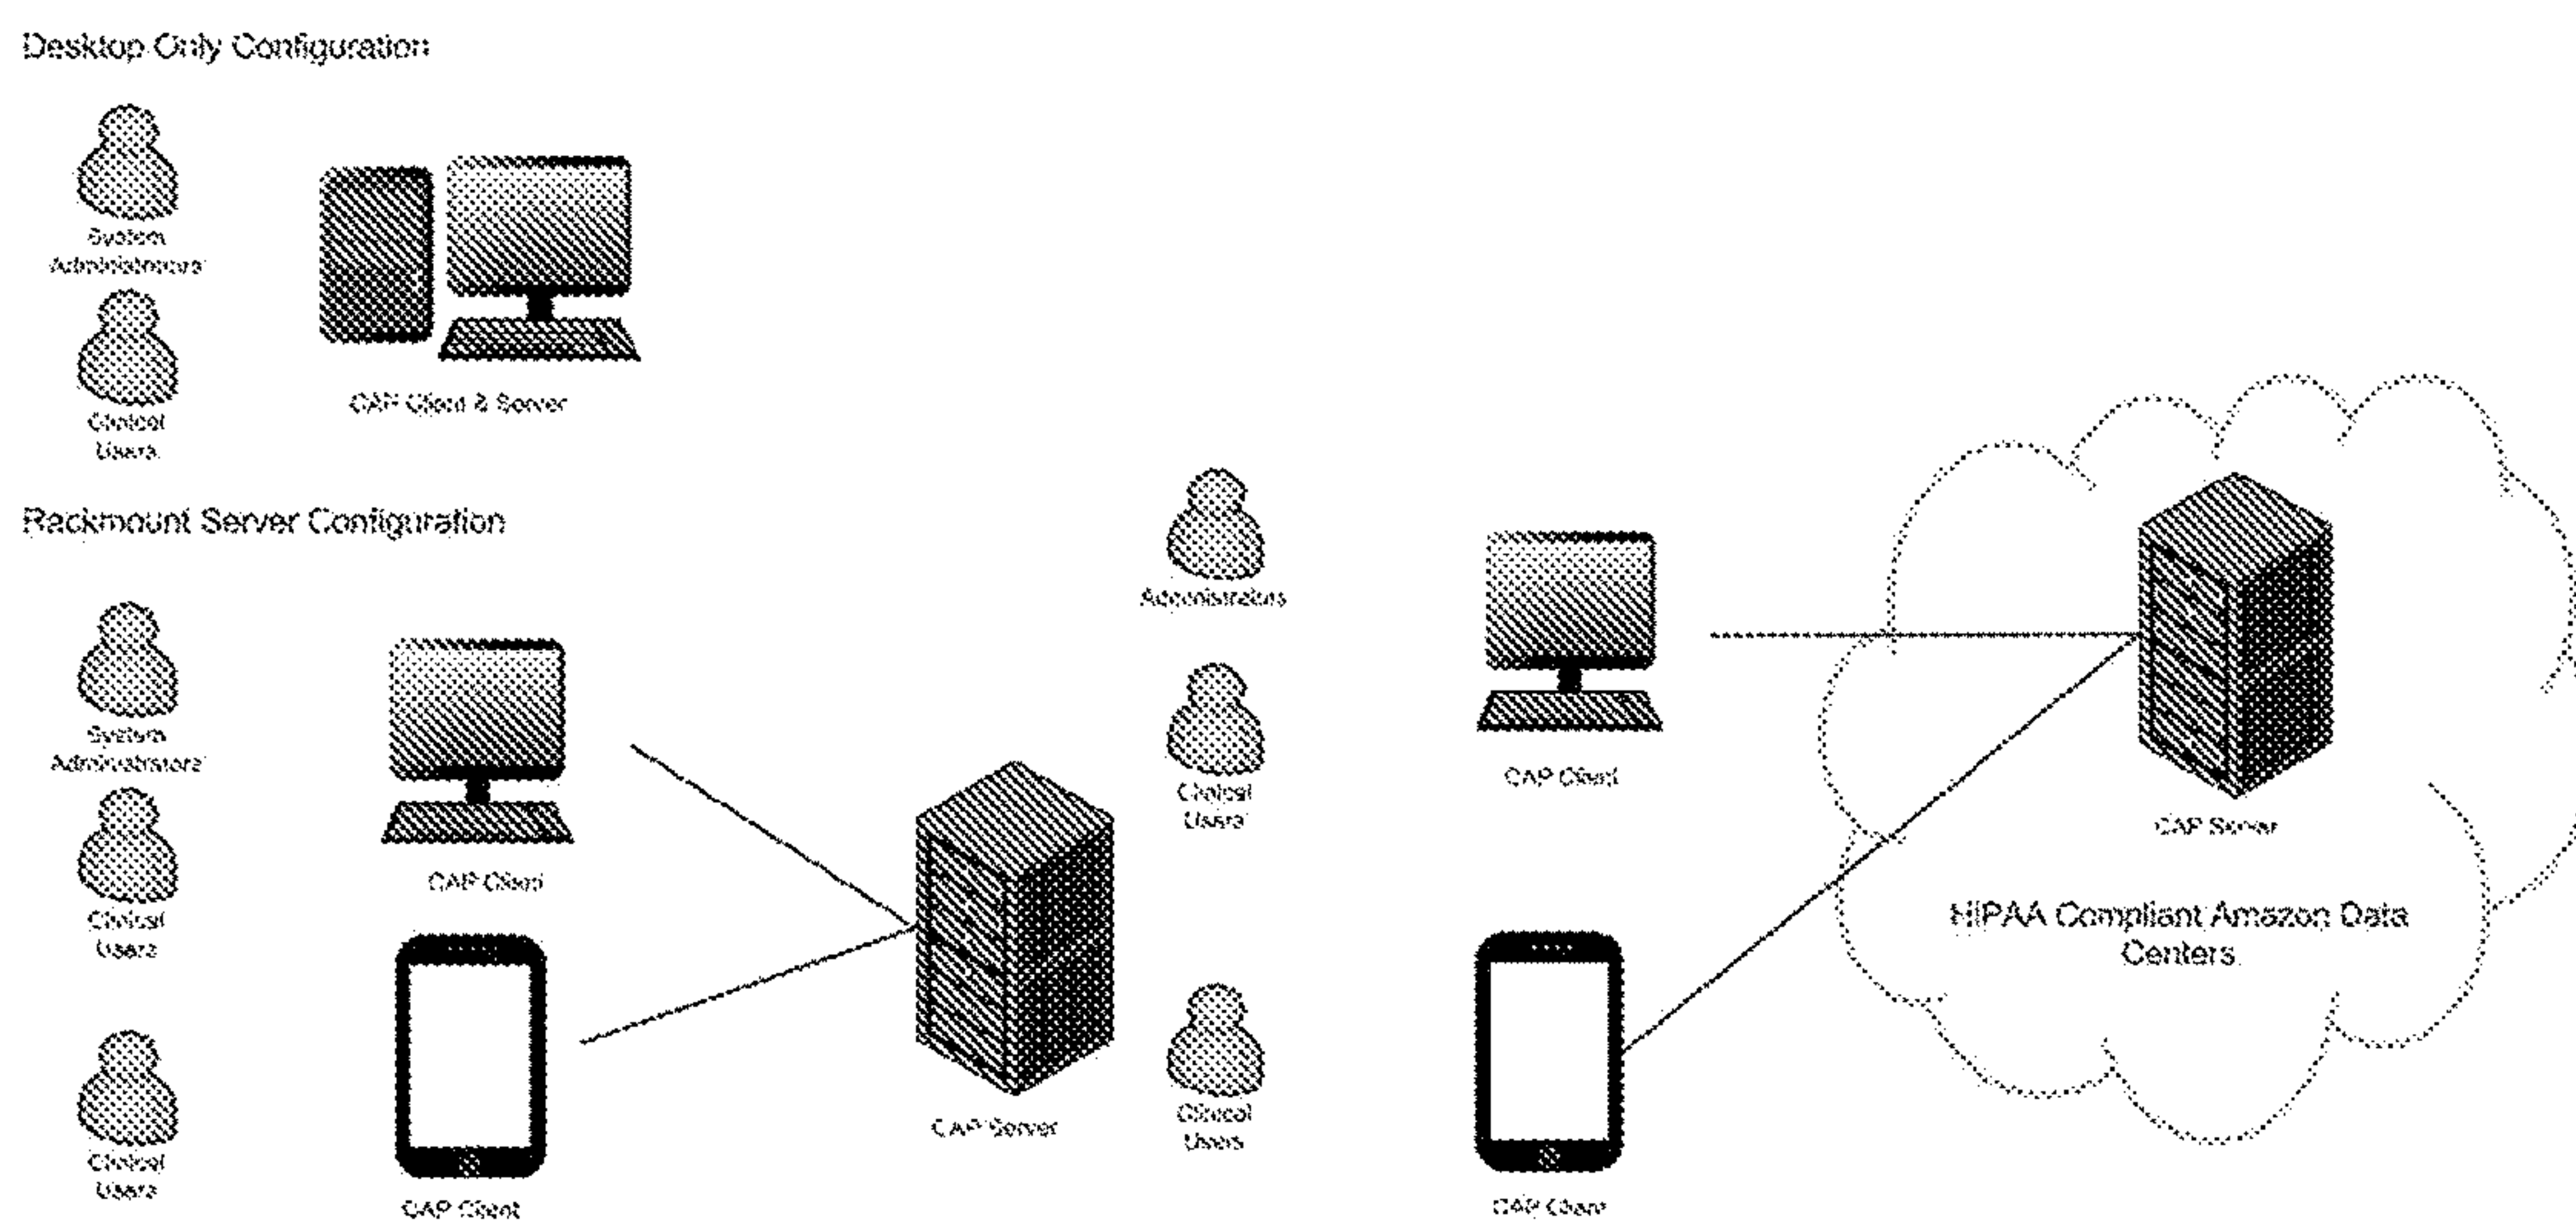 Desktop Only Configuration
System
Administrators
Clinical
Users
CAP Client & Server
Rackmount Server Configuration
System
Administrators
Clinical
Users
Clinical
Users
CAP Client
CAP Client
CAP Server
Administrators
Clinical
Users
Clinical
Users
CAP Client
CAP Client
CAP Server
HIPAA Compliant Amazon Data
Centers